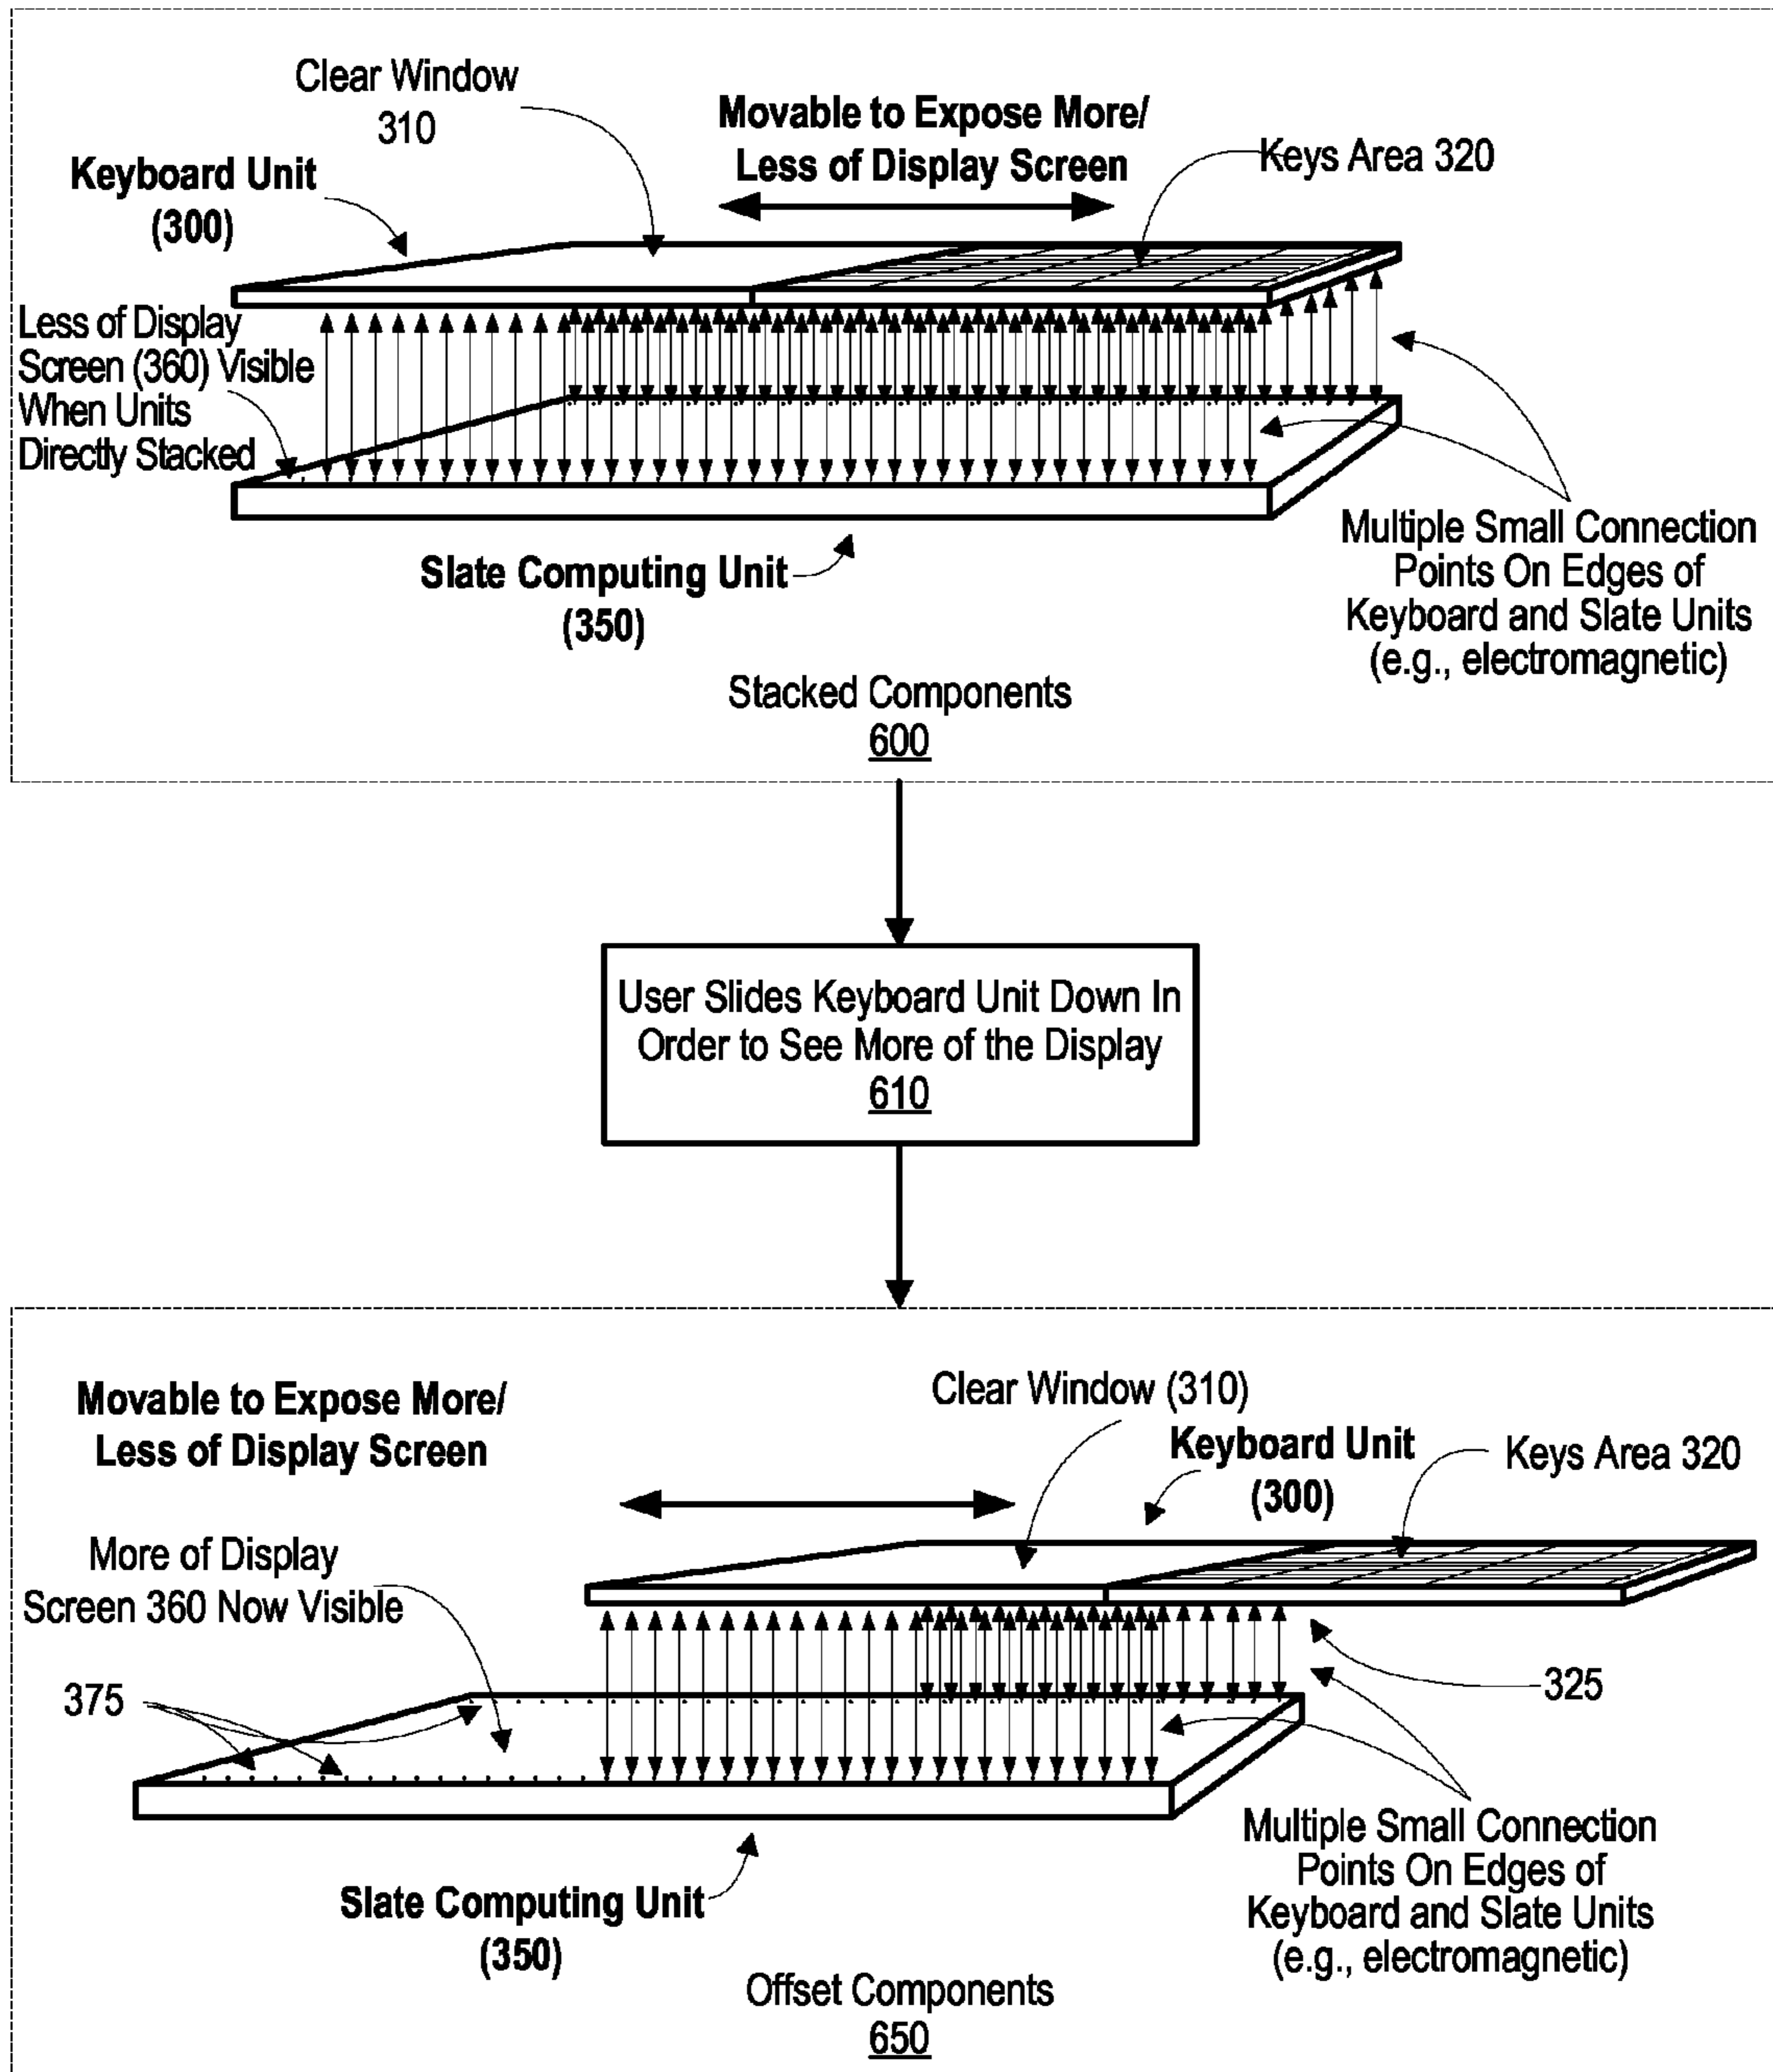 Clear Window
310
Movable to Expose More/
Less of Display Screen
Keys Area 320
Keyboard Unit
(300)
Less of Display
Screen (360) Visible
When Units
Directly Stacked
Multiple Small Connection
Points On Edges of
Keyboard and Slate Units
(e.g., electromagnetic)
Slate Computing Unit
(350)
Stacked Components
600
User Slides Keyboard Unit Down In
Order to See More of the Display
610
Movable to Expose More/
Less of Display Screen
Clear Window (310)
Keyboard Unit
(300)
Keys Area 320
More of Display
Screen 360 Now Visible
375
325
Multiple Small Connection
Points On Edges of
Keyboard and Slate Units
(e.g., electromagnetic)
Slate Computing Unit
(350)
Offset Components
650